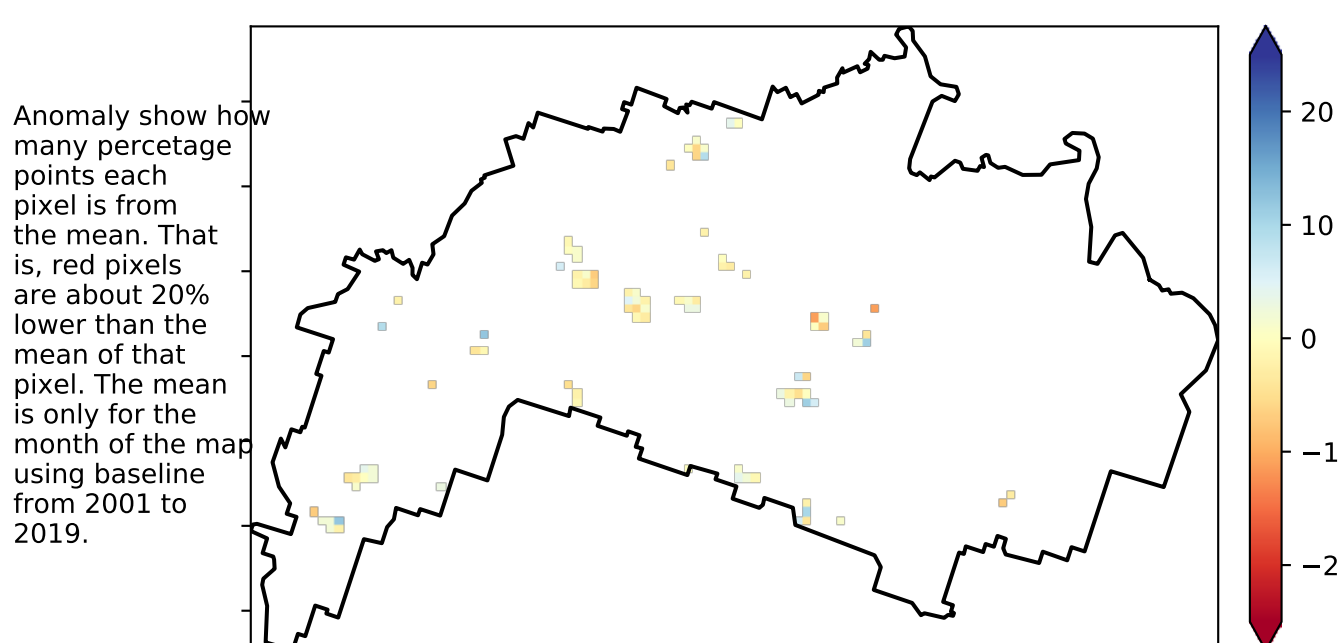 Anomaly show how
many percetage
points each
pixel is from
the mean. That
is, red pixels
are about 20%
lower than the
mean of that
pixel. The mean
is only for the
month of the map
using baseline
from 2001 to
2019.
20
10
0
−1
−2